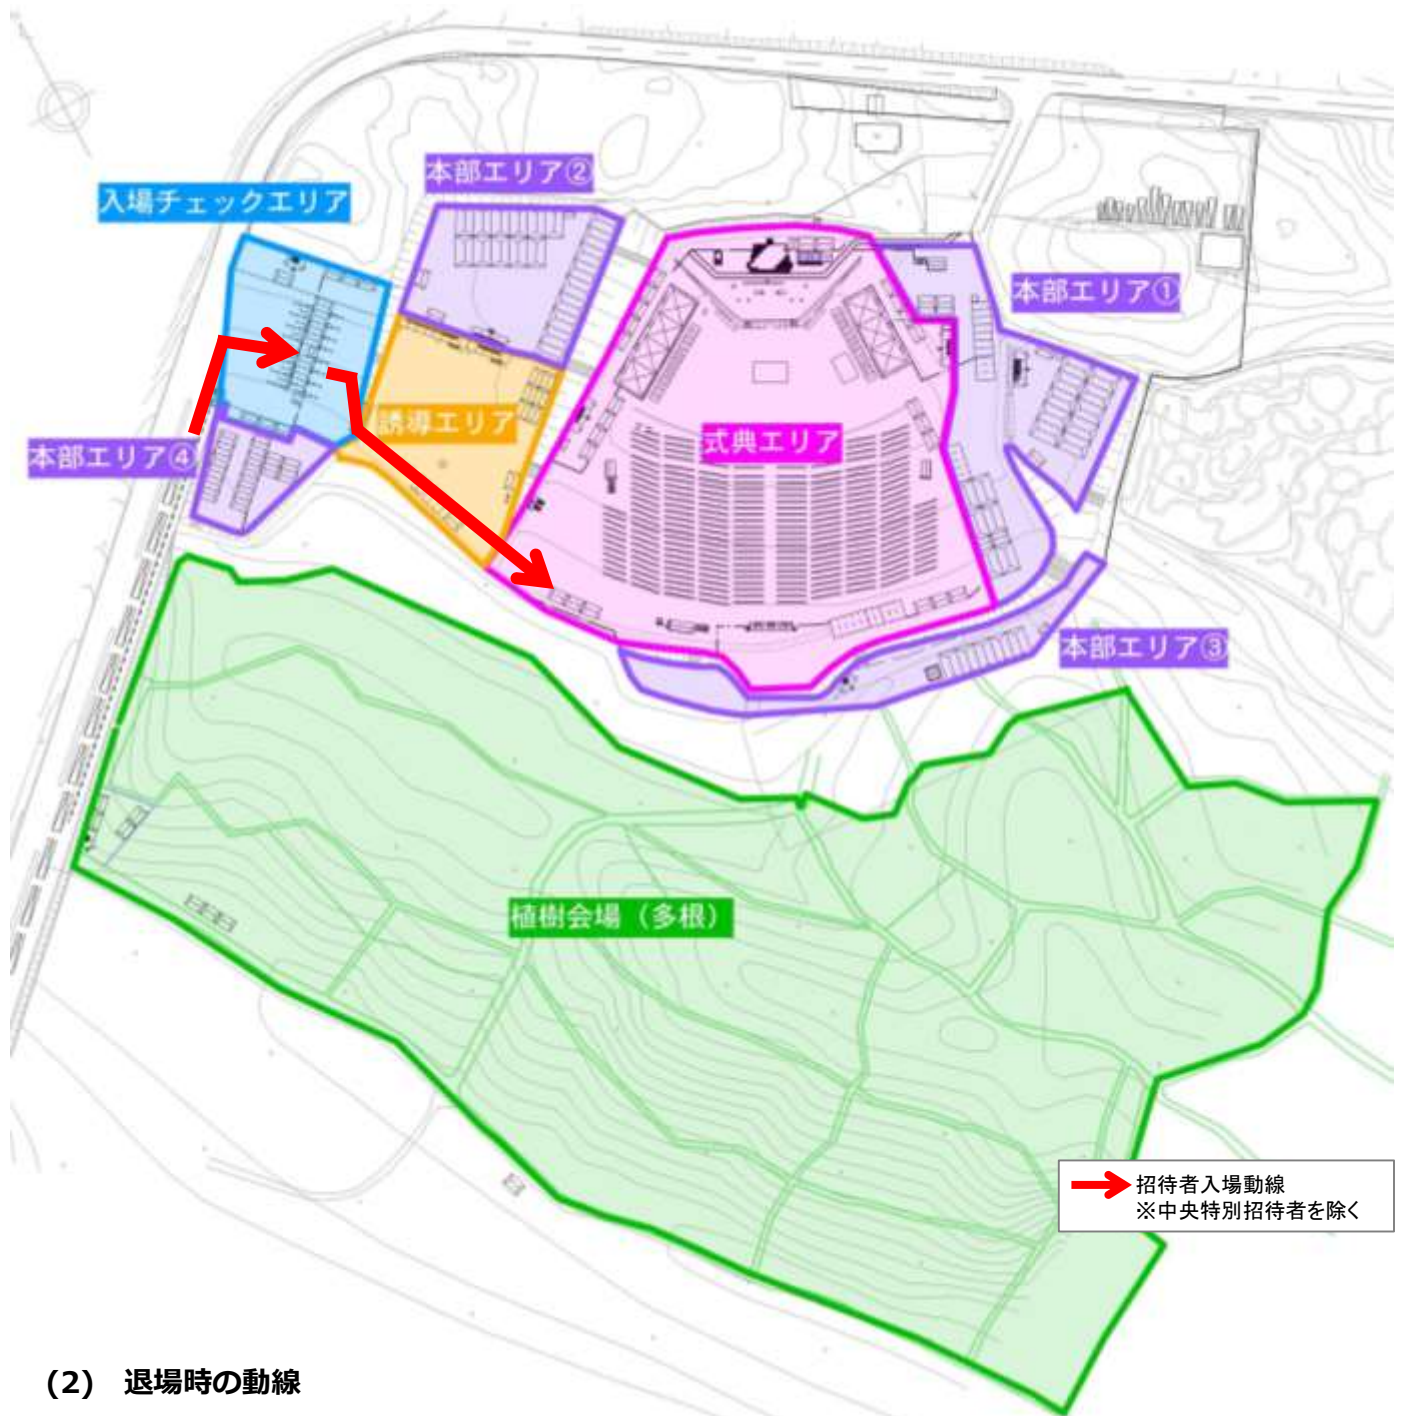 本部エリア②
入場チェックエリア
本部エリア①
誘導エリア
式典エリア
本部エリア④
本部エリア③
植樹会場（多根）
招待者入場動線
※中央特別招待者を除く
(2) 退場時の動線